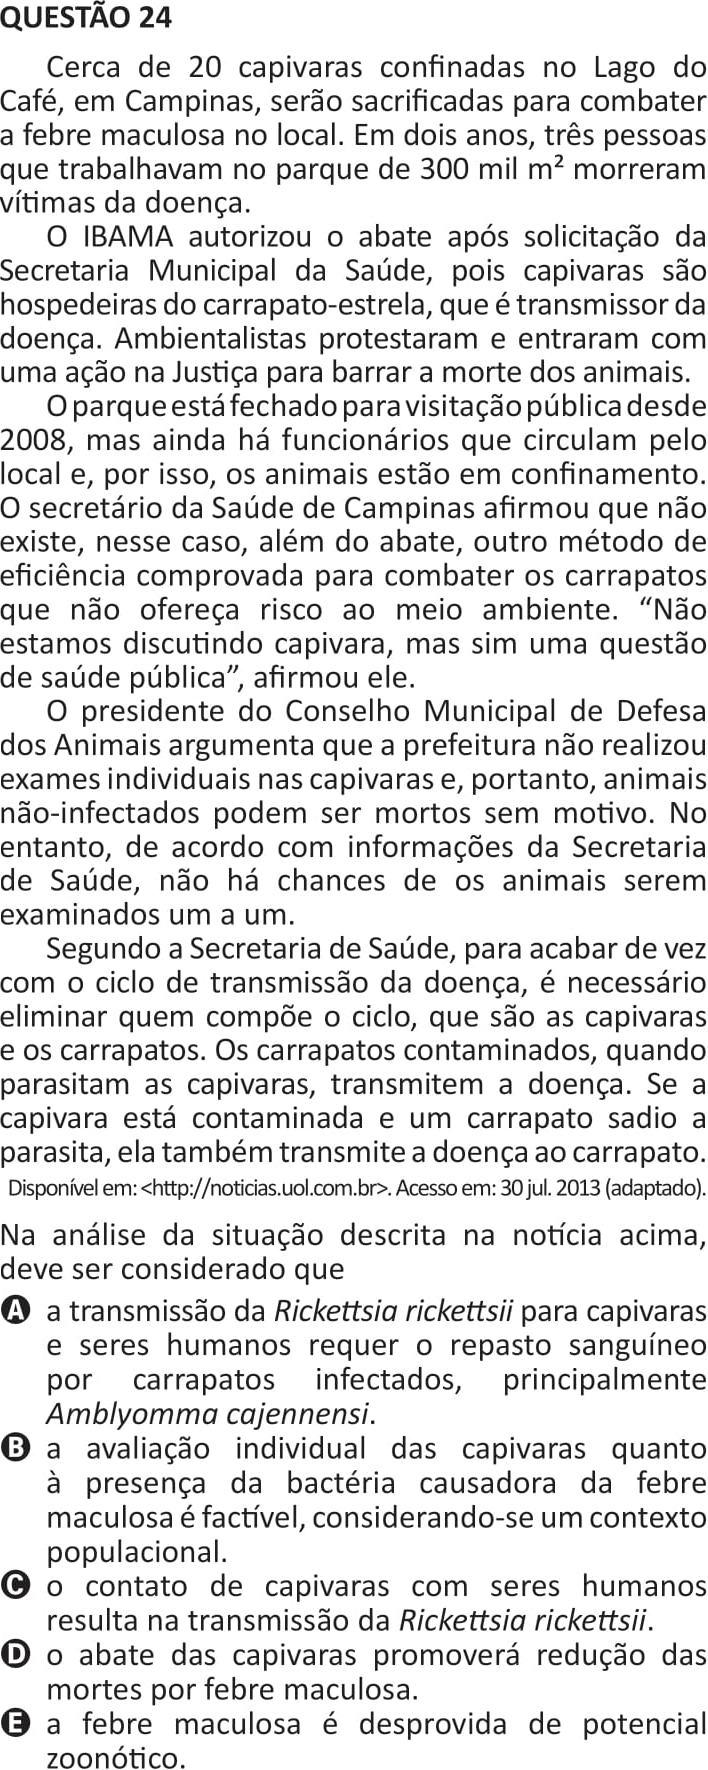 QUESTÃO 24
Cerca de 20 capivaras confinadas no Lago do
Café, em Campinas, serão sacrificadas para combater
a febre maculosa no local. Em dois anos, três pessoas
que trabalhavam no parque de 300 mil m² morreram
vítimas da doença.
O IBAMA autorizou o abate após solicitação da
Secretaria Municipal da Saúde, pois capivaras são
hospedeiras do carrapato-estrela, que é transmissor da
doença. Ambientalistas protestaram e entraram com
uma ação na Justiça para barrar a morte dos animais.
O parque está fechado para visitação pública desde
2008, mas ainda há funcionários que circulam pelo
local e, por isso, os animais estão em confinamento.
O secretário da Saúde de Campinas afirmou que não
existe, nesse caso, além do abate, outro método de
eficiência comprovada para combater os carrapatos
que não ofereça risco ao meio ambiente. “Não
estamos discutindo capivara, mas sim uma questão
de saúde pública”, afirmou ele.
O presidente do Conselho Municipal de Defesa
dos Animais argumenta que a prefeitura não realizou
exames individuais nas capivaras e, portanto, animais
não-infectados podem ser mortos sem motivo. No
entanto, de acordo com informações da Secretaria
de Saúde, não há chances de os animais serem
examinados um a um.
Segundo a Secretaria de Saúde, para acabar de vez
com o ciclo de transmissão da doença, é necessário
eliminar quem compõe o ciclo, que são as capivaras
e os carrapatos. Os carrapatos contaminados, quando
parasitam as capivaras, transmitem a doença. Se a
capivara está contaminada e um carrapato sadio a
parasita, ela também transmite a doença ao carrapato.
Disponível em: <http://noticias.uol.com.br>. Acesso em: 30 jul. 2013 (adaptado).
Na análise da situação descrita na notícia acima,
deve ser considerado que
A a transmissão da Rickettsia rickettsii para capivaras
e seres humanos requer o repasto sanguíneo
por carrapatos infectados, principalmente
Amblyomma cajennensi.
B a avaliação individual das capivaras quanto
à presença da bactéria causadora da febre
maculosa é factível, considerando-se um contexto
populacional.
C o contato de capivaras com seres humanos
resulta na transmissão da Rickettsia rickettsii.
D o abate das capivaras promoverá redução das
mortes por febre maculosa.
E a febre maculosa é desprovida de potencial
zoonótico.